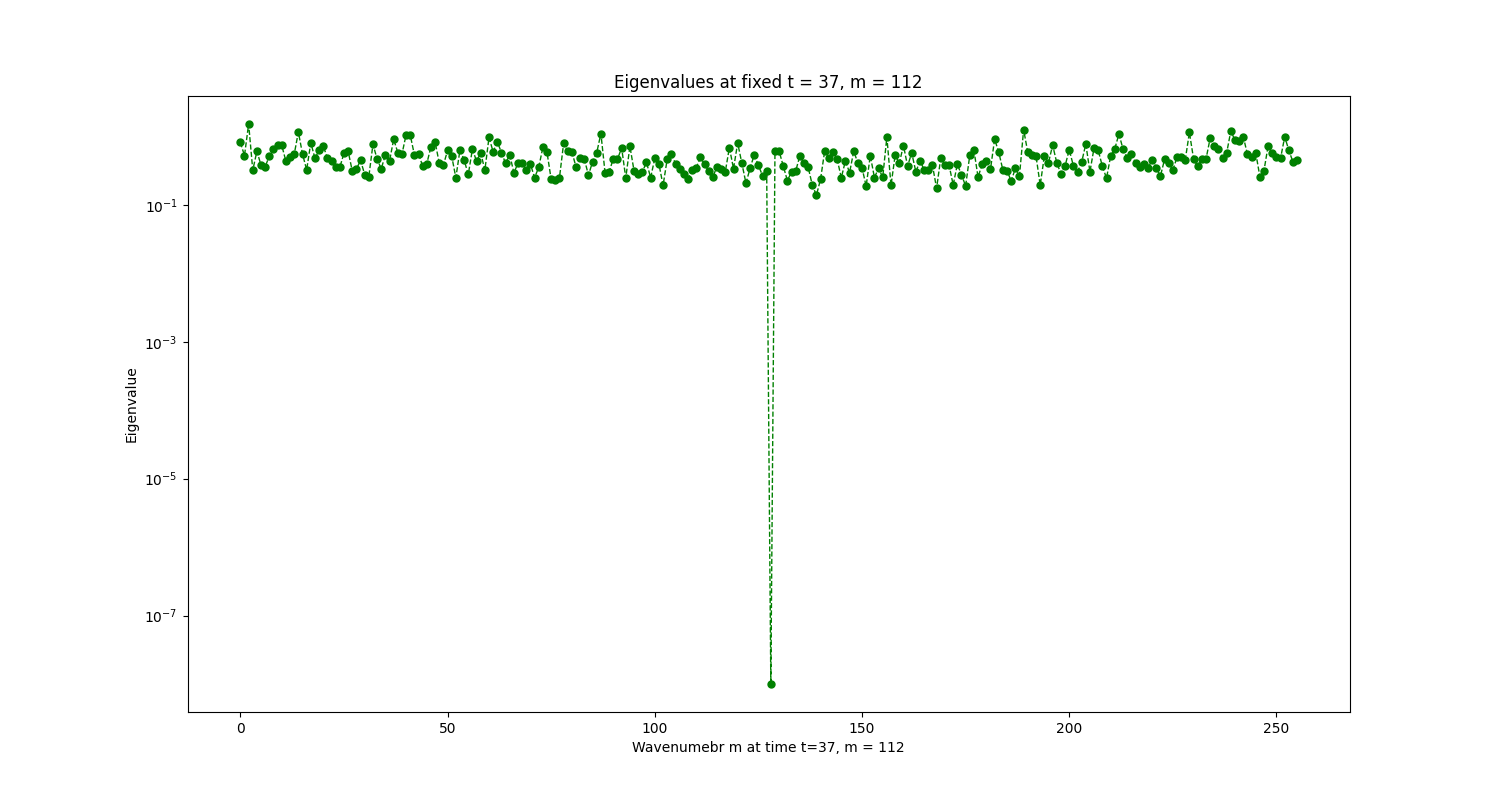 Eigenvalues at fixed t = 37, m = 112
10⁻¹
10⁻³
10⁻⁵
10⁻⁷
Eigenvalue
0 50 100 150 200 250
Wavenumebr m at time t=37, m = 112